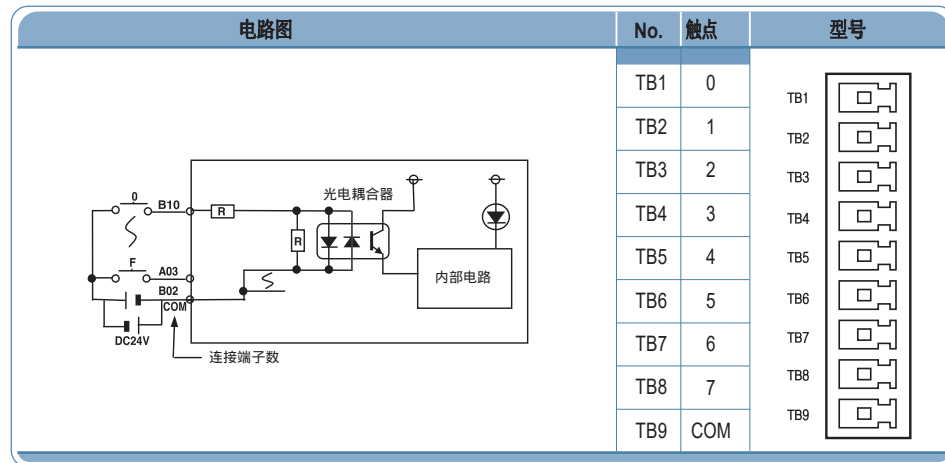 电路图 No. 触点 型号
TB1 0
TB2 1
TB3 2
TB4 3
TB5 4
TB6 5
TB7 6
TB8 7
TB9 COM
0
B10
R
光电耦合器
R
F
A03
B02
COM
DC24V
内部电路
连接端子数
TB1
TB2
TB3
TB4
TB5
TB6
TB7
TB8
TB9